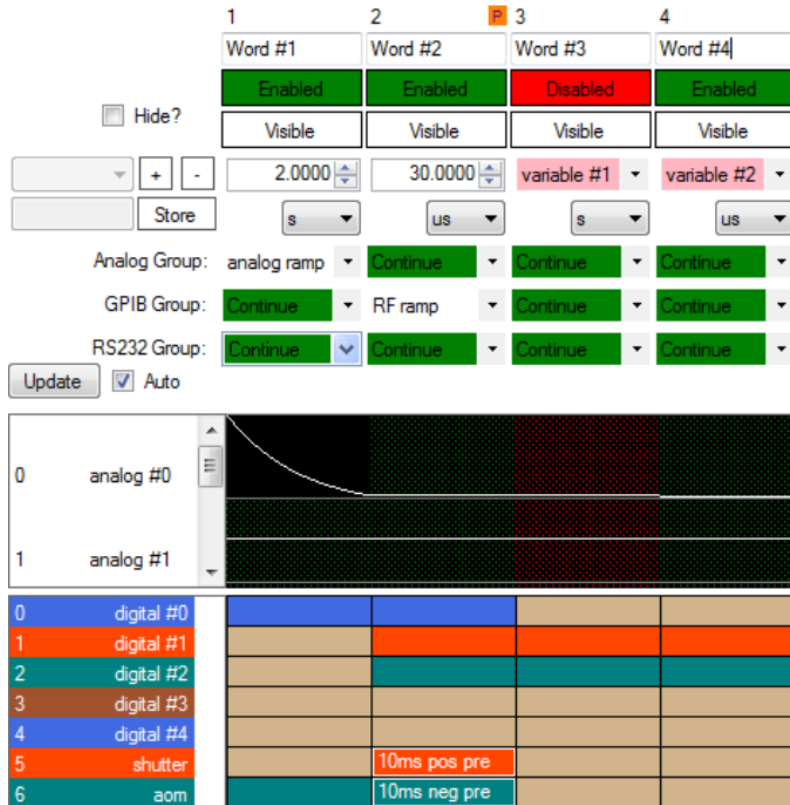 1 2 P 3 4
Word #1 Word #2 Word #3 Word #4
Enabled Enabled Disabled Enabled
Hide?
Visible Visible Visible Visible
+ - 2.0000 30.0000 variable #1 variable #2
Store s us s us
Analog Group: analog ramp Continue Continue Continue
GPIB Group: Continue RF ramp Continue Continue
RS232 Group: Continue Continue Continue Continue
Update Auto
0 analog #0
1 analog #1
0 digital #0
1 digital #1
2 digital #2
3 digital #3
4 digital #4
5 shutter 10ms pos pre
6 aom 10ms neg pre